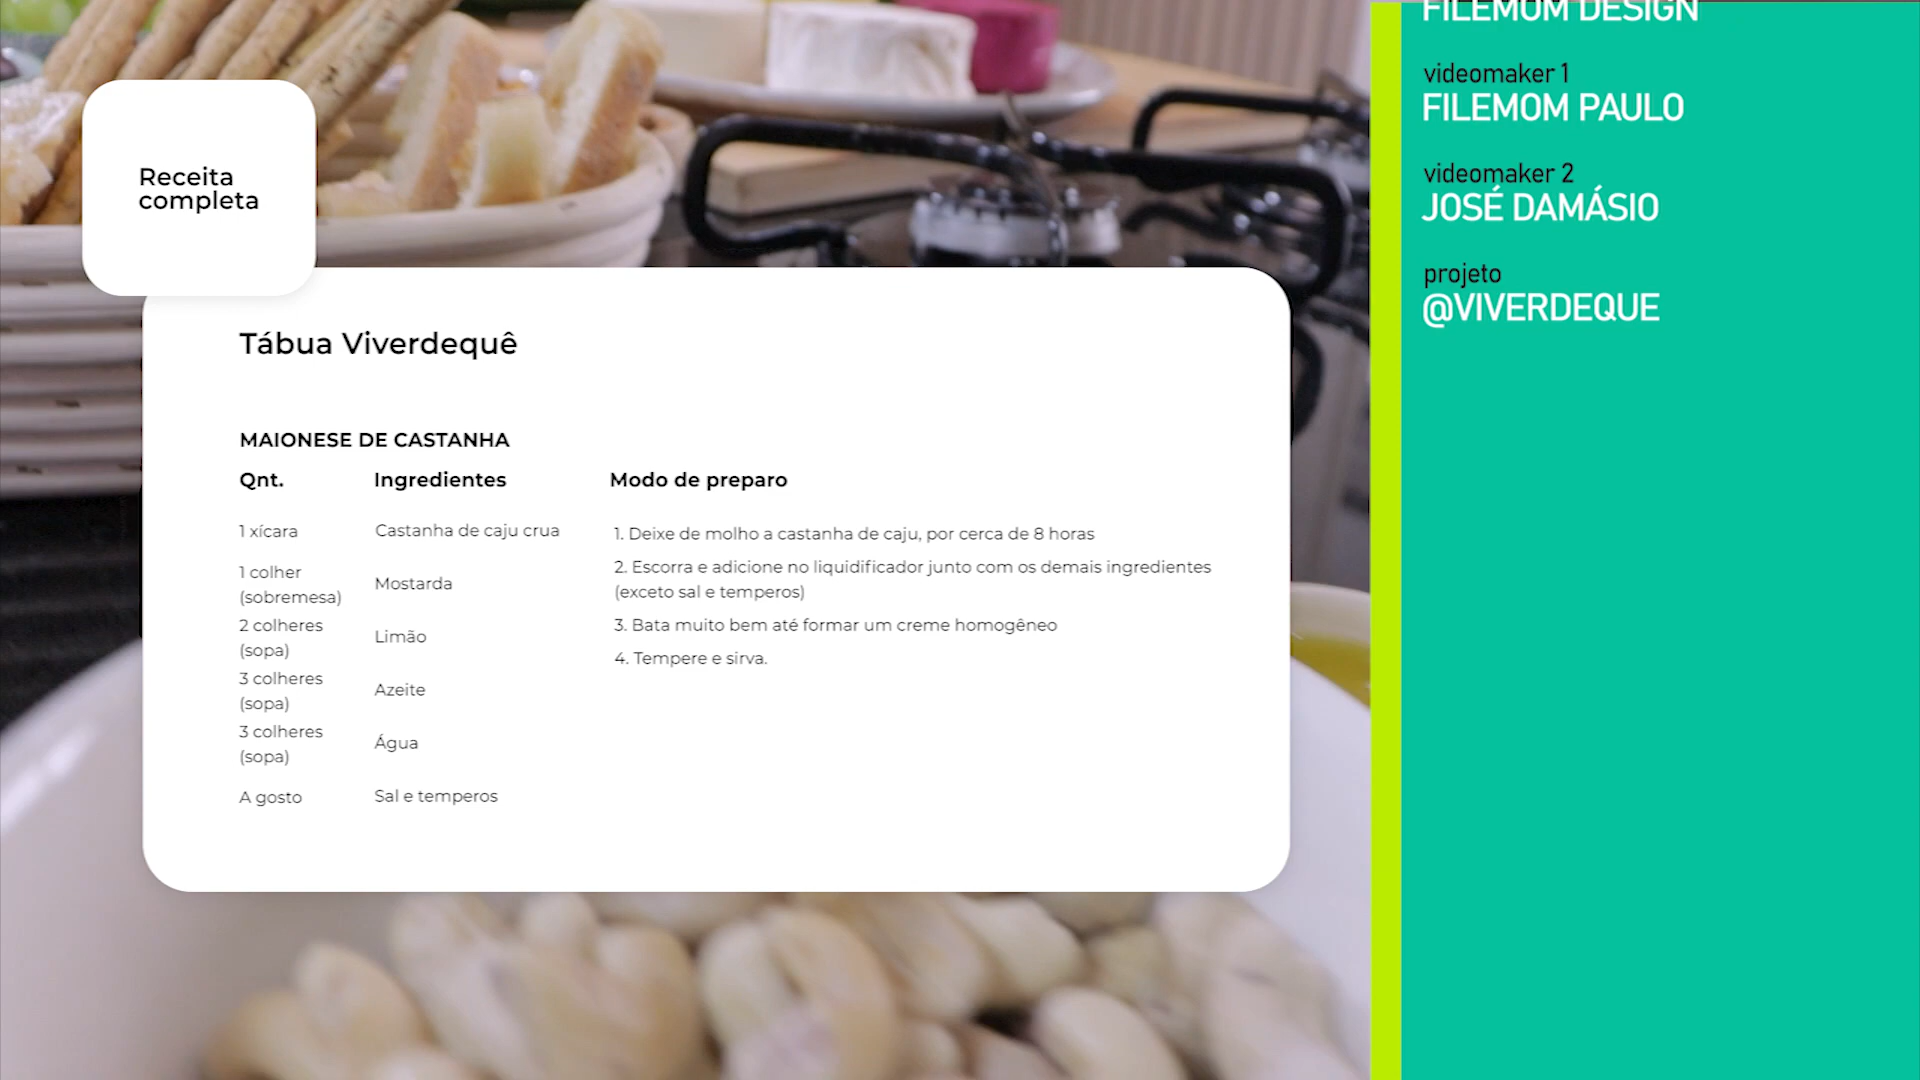 Receita
completa
Tábua Viverdequê
MAIONESE DE CASTANHA
Qnt. Ingredientes Modo de preparo
1 xícara Castanha de caju crua
1 colher
(sobremesa) Mostarda
2 colheres
(sopa) Limão
3 colheres
(sopa) Azeite
3 colheres
(sopa) Água
A gosto Sal e temperos
1. Deixe de molho a castanha de caju, por cerca de 8 horas
2. Escorra e adicione no liquidificador junto com os demais ingredientes
(exceto sal e temperos)
3. Bata muito bem até formar um creme homogêneo
4. Tempere e sirva.
FILEMOM DESIGN
videomaker 1
FILEMOM PAULO
videomaker 2
JOSÉ DAMÁSIO
projeto
@VIVERDEQUE